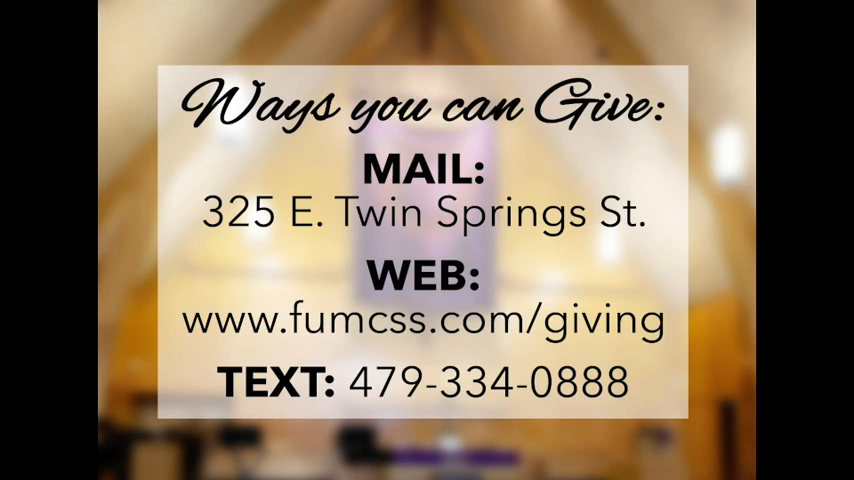 Ways you can Give:
MAIL:
325 E. Twin Springs St.
WEB:
www.fumcss.com/giving
TEXT: 479-334-0888